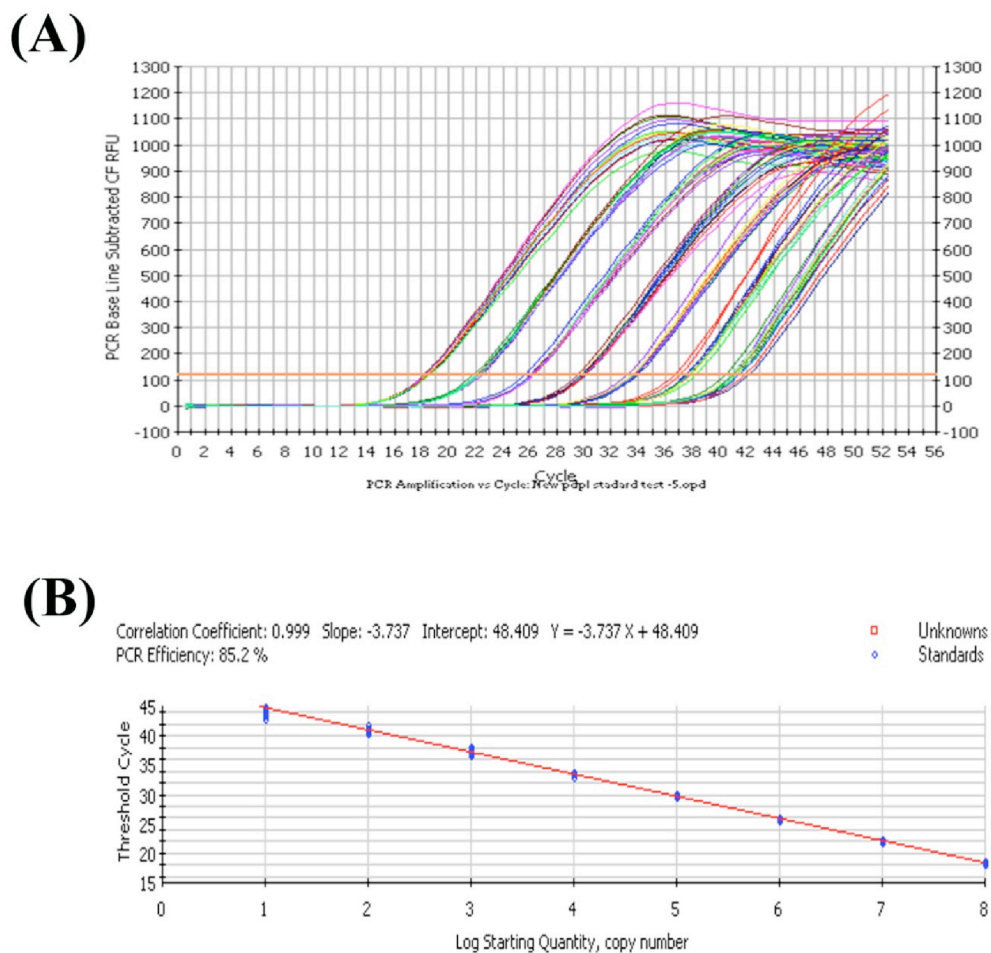 (A)
1300 1300
1200 1200
1100 1100
1000 1000
900 900
800 800
700 700
600 600
500 500
400 400
300 300
200 200
100 100
0 0
-100 -100
PCR Base Line Subtracted CF RFU
0 2 4 6 8 10 12 14 16 18 20 22 24 26 28 30 32 34 36 38 40 42 44 46 48 50 52 54 56
Cycle
PCR Amplification vs Cycle: New pdpl stadard test -5.opd
(B)
Correlation Coefficient: 0.999 Slope: -3.737 Intercept: 48.409 Y = -3.737 X + 48.409
PCR Efficiency: 85.2 %
Unknowns
Standards
45
40
35
30
25
20
15
Threshold Cycle
0 1 2 3 4 5 6 7 8
Log Starting Quantity, copy number